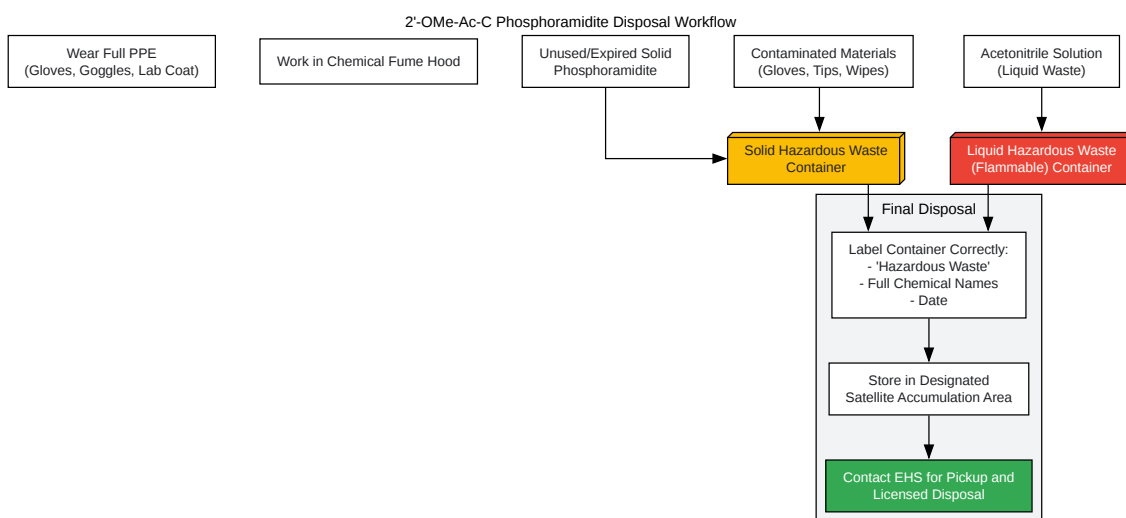 2'-OMe-Ac-C Phosphoramidite Disposal Workflow
Wear Full PPE
(Gloves, Goggles, Lab Coat)
Work in Chemical Fume Hood
Unused/Expired Solid
Phosphoramidite
Contaminated Materials
(Gloves, Tips, Wipes)
Acetonitrile Solution
(Liquid Waste)
Solid Hazardous Waste
Container
Liquid Hazardous Waste
(Flammable) Container
Final Disposal
Label Container Correctly:
- 'Hazardous Waste'
- Full Chemical Names
- Date
Store in Designated
Satellite Accumulation Area
Contact EHS for Pickup and
Licensed Disposal